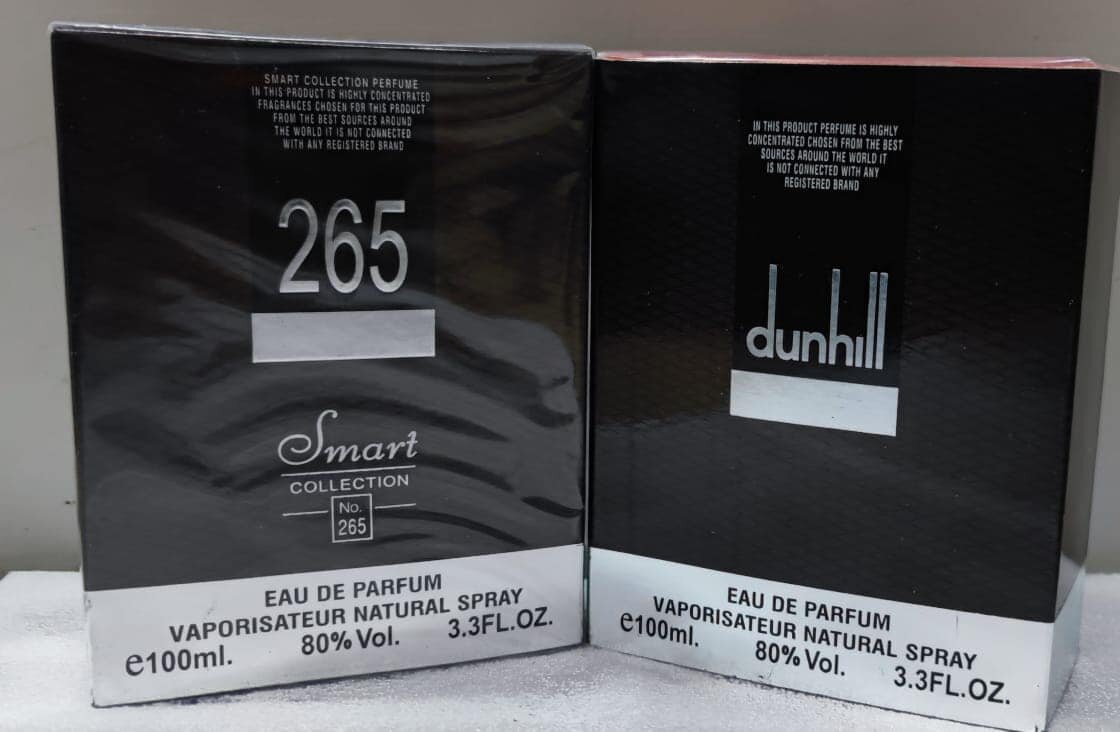 SMART COLLECTION PERFUME
IN THIS PRODUCT IS HIGHLY CONCENTRATED
FRAGRANCES CHOSEN FOR THIS PRODUCT
FROM THE BEST SOURCES AROUND
THE WORLD IT IS NOT CONNECTED
WITH ANY REGISTERED BRAND
265
Smart
COLLECTION
No.
265
EAU DE PARFUM
VAPORISATEUR NATURAL SPRAY
e100ml. 80% Vol. 3.3FL.OZ.
IN THIS PRODUCT PERFUME IS HIGHLY
CONCENTRATED CHOSEN FROM THE BEST
SOURCES AROUND THE WORLD IT
IS NOT CONNECTED WITH ANY
REGISTERED BRAND
dunhill
EAU DE PARFUM
VAPORISATEUR NATURAL SPRAY
e100ml. 80% Vol. 3.3FL.OZ.